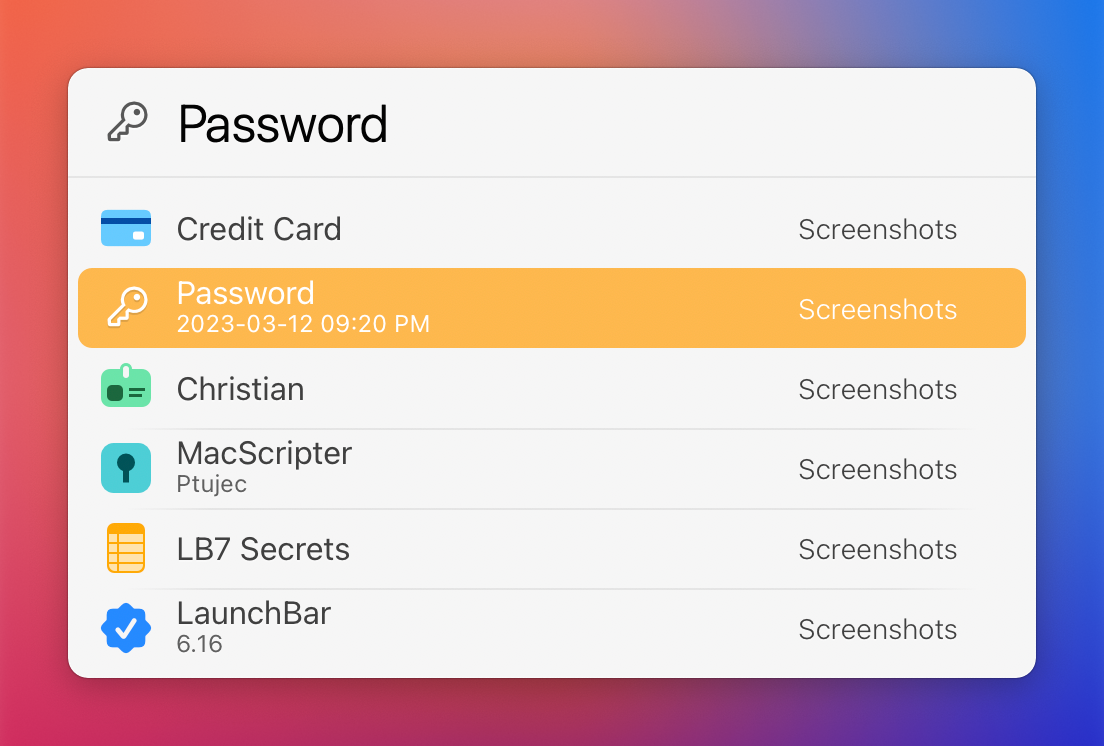 Password
Credit Card
Screenshots
Password
Screenshots
2023-03-12 09:20 PM
Christian
Screenshots
MacScripter
Screenshots
Ptujec
LB7 Secrets
Screenshots
LaunchBar
Screenshots
6.16